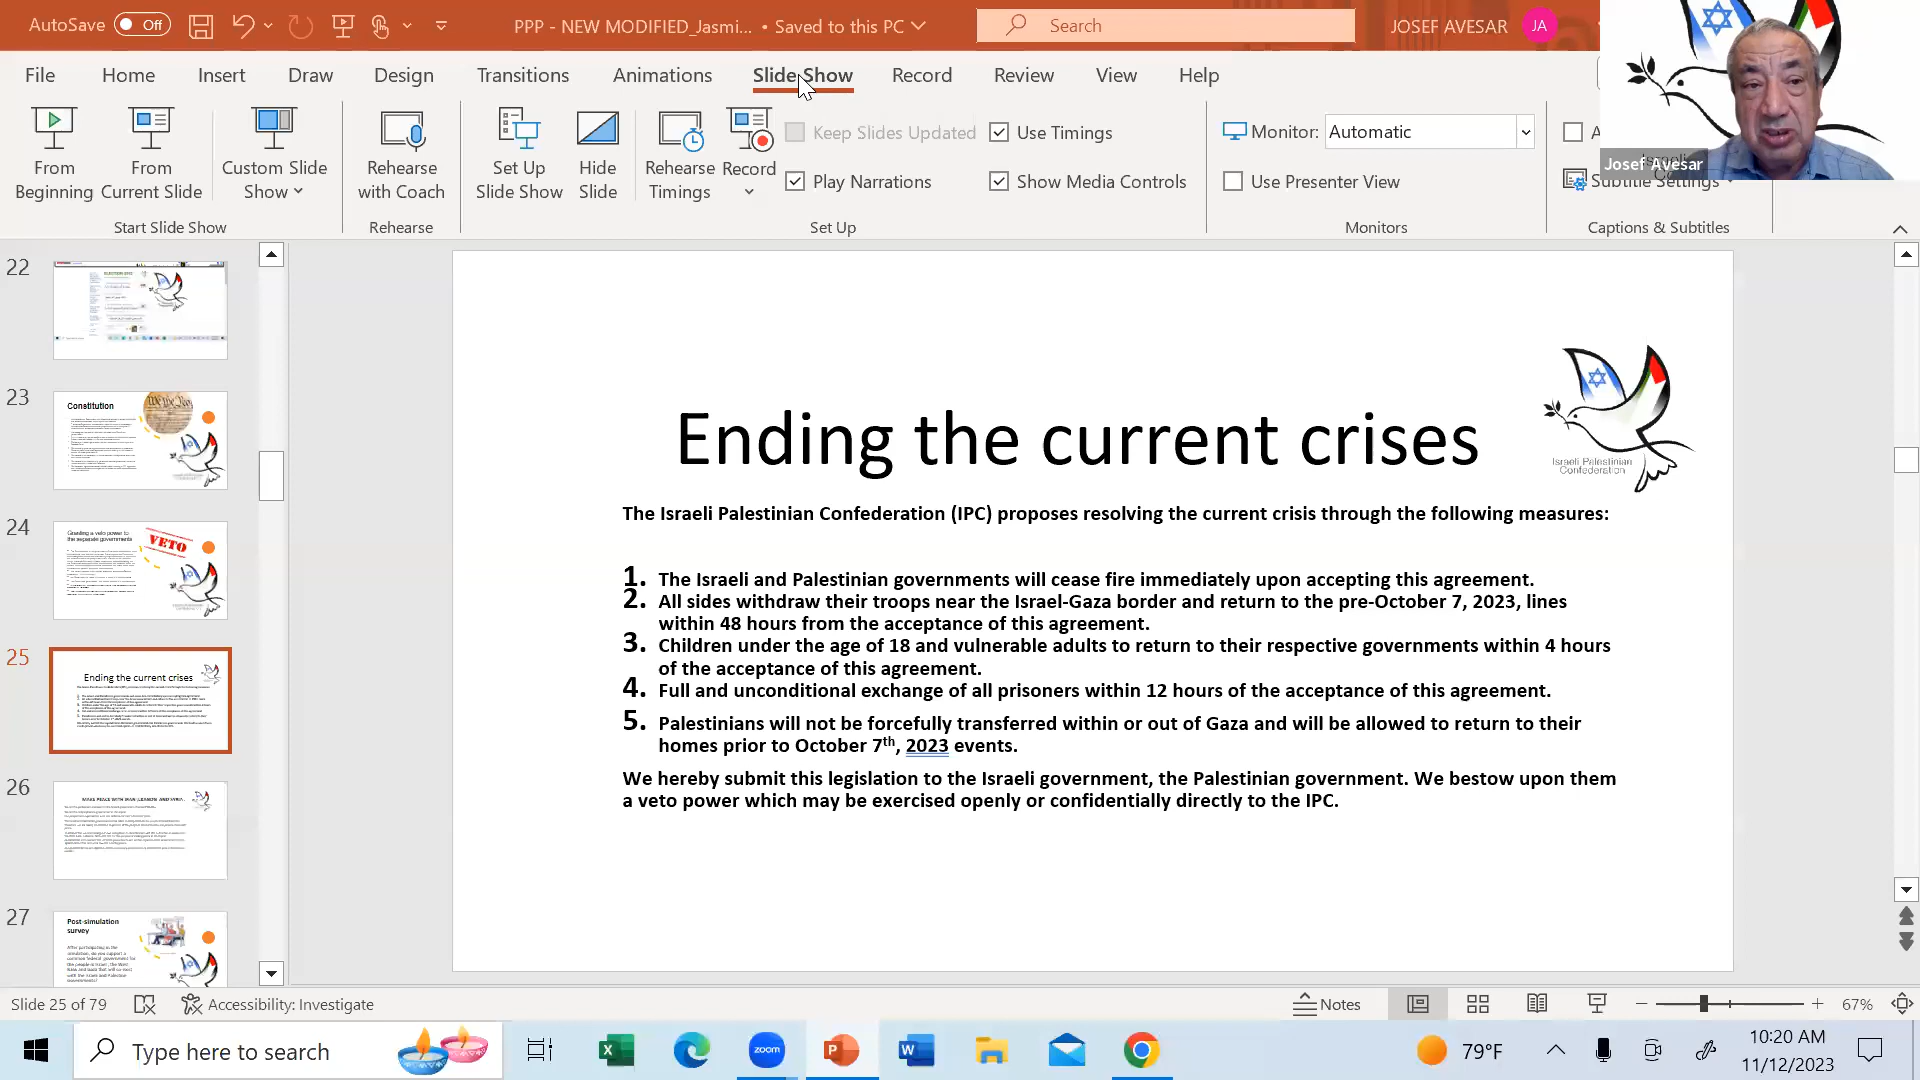 AutoSave Off PPP - NEW MODIFIED_Jasmi... • Saved to this PC Search JOSEF AVESAR JA
File Home Insert Draw Design Transitions Animations Slide Show Record Review View Help
From Beginning
From Current Slide
Custom Slide Show
Rehearse with Coach
Set Up Slide Show
Hide Slide
Rehearse Timings
Record
Keep Slides Updated
Use Timings
Play Narrations
Show Media Controls
Monitor: Automatic
Use Presenter View
Subtitle Settings
Josef Avesar
Start Slide Show Rehearse Set Up Monitors Captions & Subtitles
22
23
Constitution
We the People
24
Granting a veto power to
the separate governments
VETO
25
Ending the current crises
26
27
Post-simulation
survey
Ending the current crises
Israeli Palestinian
Confederation
The Israeli Palestinian Confederation (IPC) proposes resolving the current crisis through the following measures:
1. The Israeli and Palestinian governments will cease fire immediately upon accepting this agreement.
2. All sides withdraw their troops near the Israel-Gaza border and return to the pre-October 7, 2023, lines
within 48 hours from the acceptance of this agreement.
3. Children under the age of 18 and vulnerable adults to return to their respective governments within 4 hours
of the acceptance of this agreement.
4. Full and unconditional exchange of all prisoners within 12 hours of the acceptance of this agreement.
5. Palestinians will not be forcefully transferred within or out of Gaza and will be allowed to return to their
homes prior to October 7th, 2023 events.
We hereby submit this legislation to the Israeli government, the Palestinian government. We bestow upon them
a veto power which may be exercised openly or confidentially directly to the IPC.
Slide 25 of 79 Accessibility: Investigate Notes 67%
Type here to search zoom 79°F 10:20 AM
11/12/2023